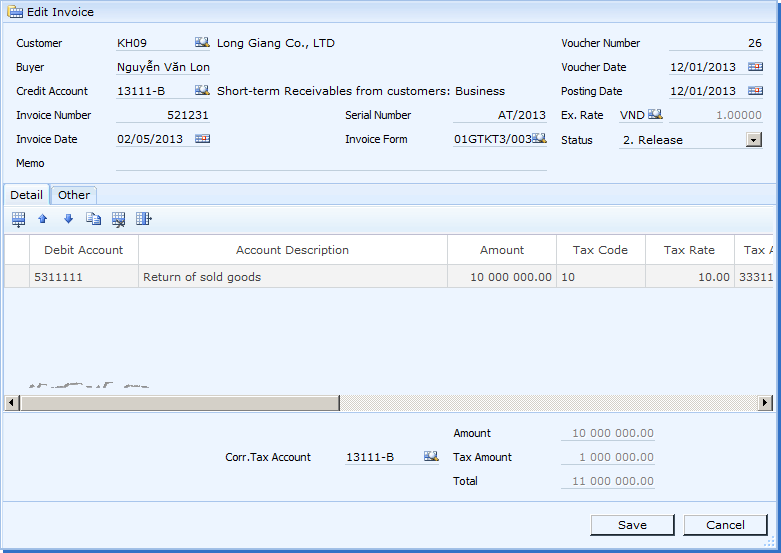 Edit Invoice
Customer KH09 Long Giang Co., LTD Voucher Number 26
Buyer Nguyễn Văn Lon Voucher Date 12/01/2013
Credit Account 13111-B Short-term Receivables from customers: Business Posting Date 12/01/2013
Invoice Number 521231 Serial Number AT/2013 Ex. Rate VND 1.00000
Invoice Date 02/05/2013 Invoice Form 01GTKT3/003 Status 2. Release
Memo
Detail Other
Debit Account Account Description Amount Tax Code Tax Rate Tax A
5311111 Return of sold goods 10 000 000.00 10 10.00 33311
Amount 10 000 000.00
Corr.Tax Account 13111-B Tax Amount 1 000 000.00
Total 11 000 000.00
Save Cancel